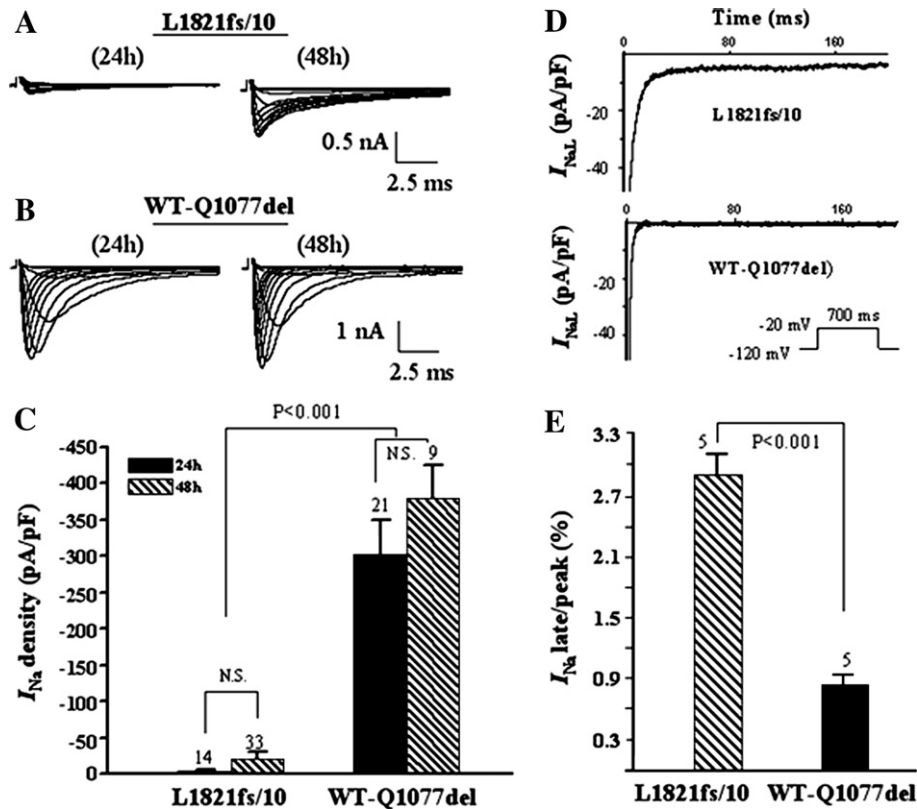 A
L1821fs/10
(24h)
(48h)
0.5 nA
2.5 ms
B
WT-Q1077del
(24h)
(48h)
1 nA
2.5 ms
C
P<0.001
N.S.
9
21
24h
48h
N.S.
14
33
-450
-400
-350
-300
-250
-200
-150
-100
-50
0
INa density (pA/pF)
L1821fs/10
WT-Q1077del
D
Time (ms)
0
80
160
-20
-40
INaL (pA/pF)
L1821fs/10
0
80
160
-20
-40
INaL (pA/pF)
WT-Q1077del)
700 ms
-20 mV
-120 mV
E
5
P<0.001
5
3.3
2.7
2.1
1.5
0.9
0.3
INa late/peak (%)
L1821fs/10
WT-Q1077del